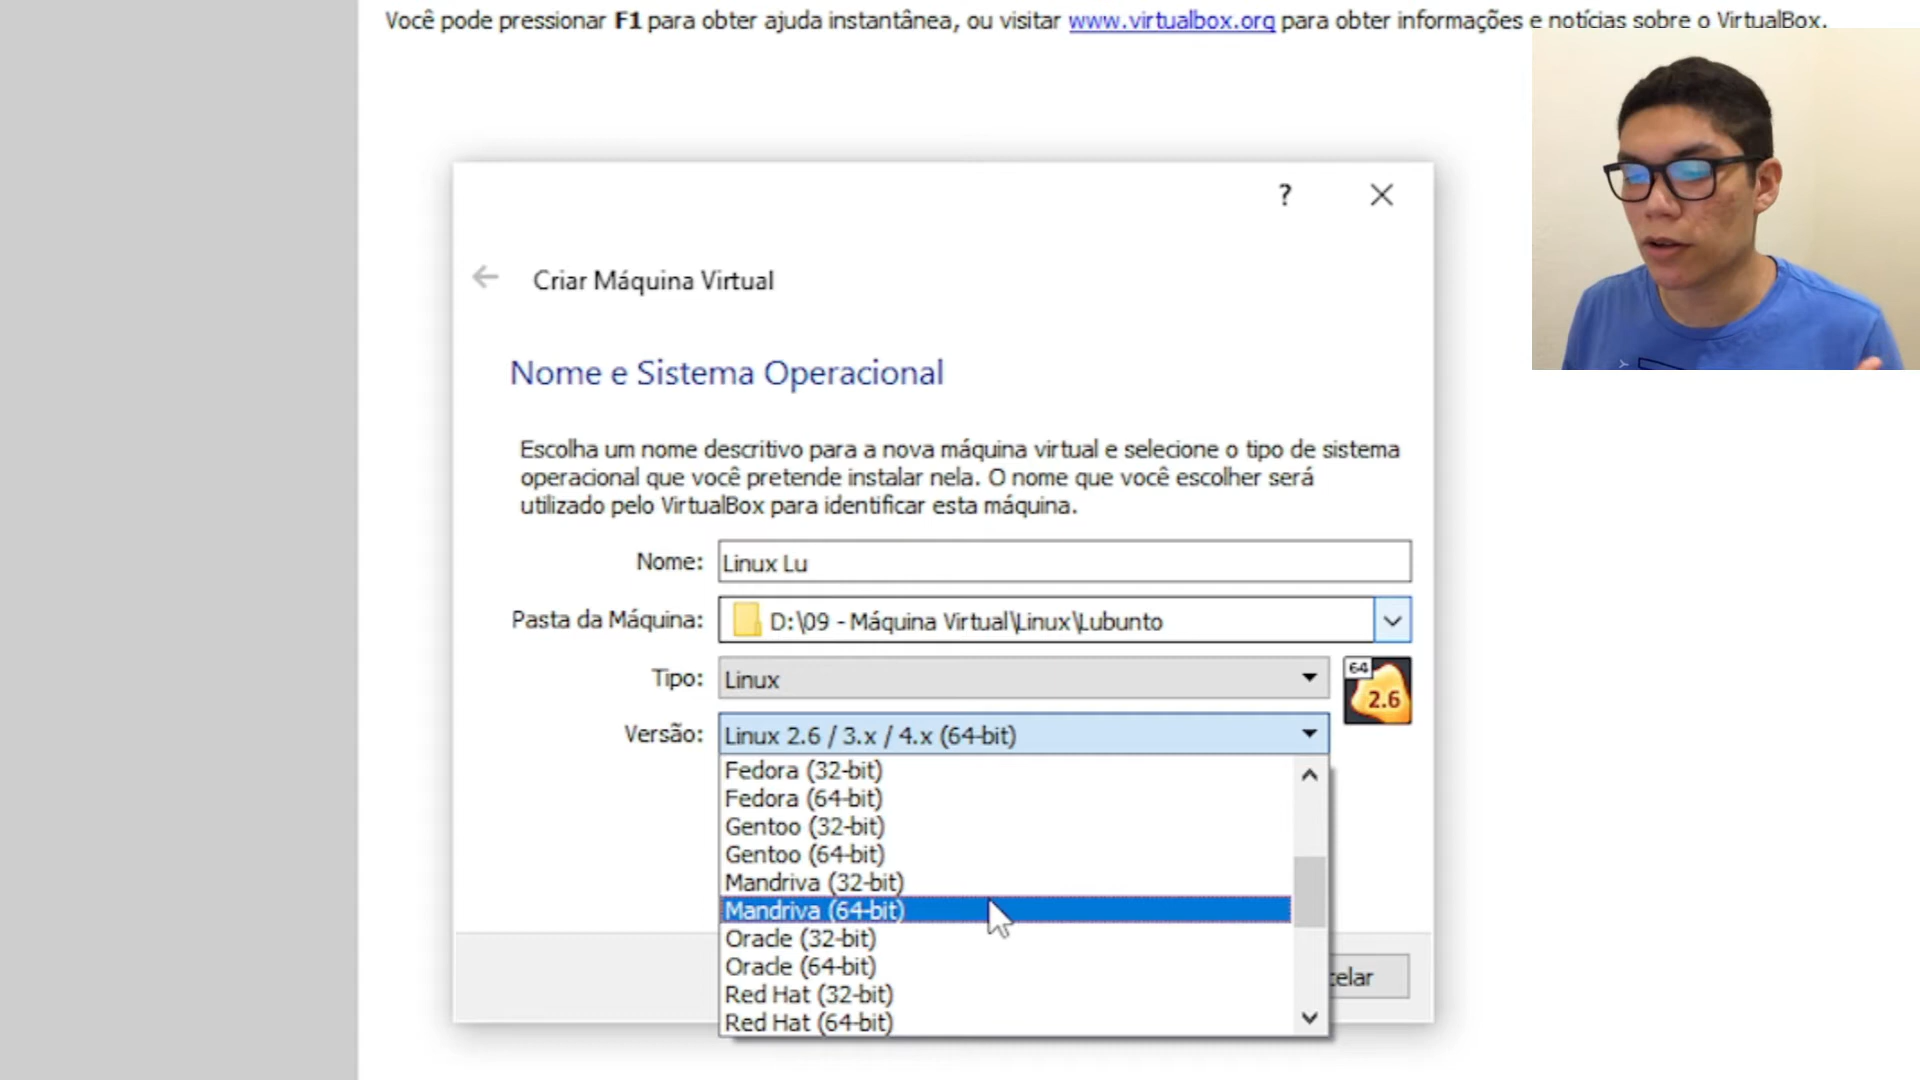 Você pode pressionar F1 para obter ajuda instantânea, ou visitar www.virtualbox.org para obter informações e notícias sobre o VirtualBox.
?
Criar Máquina Virtual
Nome e Sistema Operacional
Escolha um nome descritivo para a nova máquina virtual e selecione o tipo de sistema
operacional que você pretende instalar nela. O nome que você escolher será
utilizado pelo VirtualBox para identificar esta máquina.
Nome: Linux Lu
Pasta da Máquina: D:\09 - Máquina Virtual\Linux\Lubunto
Tipo: Linux
64
2.6
Versão: Linux 2.6 / 3.x / 4.x (64-bit)
Fedora (32-bit)
Fedora (64-bit)
Gentoo (32-bit)
Gentoo (64-bit)
Mandriva (32-bit)
Mandriva (64-bit)
Oracle (32-bit)
Oracle (64-bit)
Red Hat (32-bit)
Red Hat (64-bit)
celar